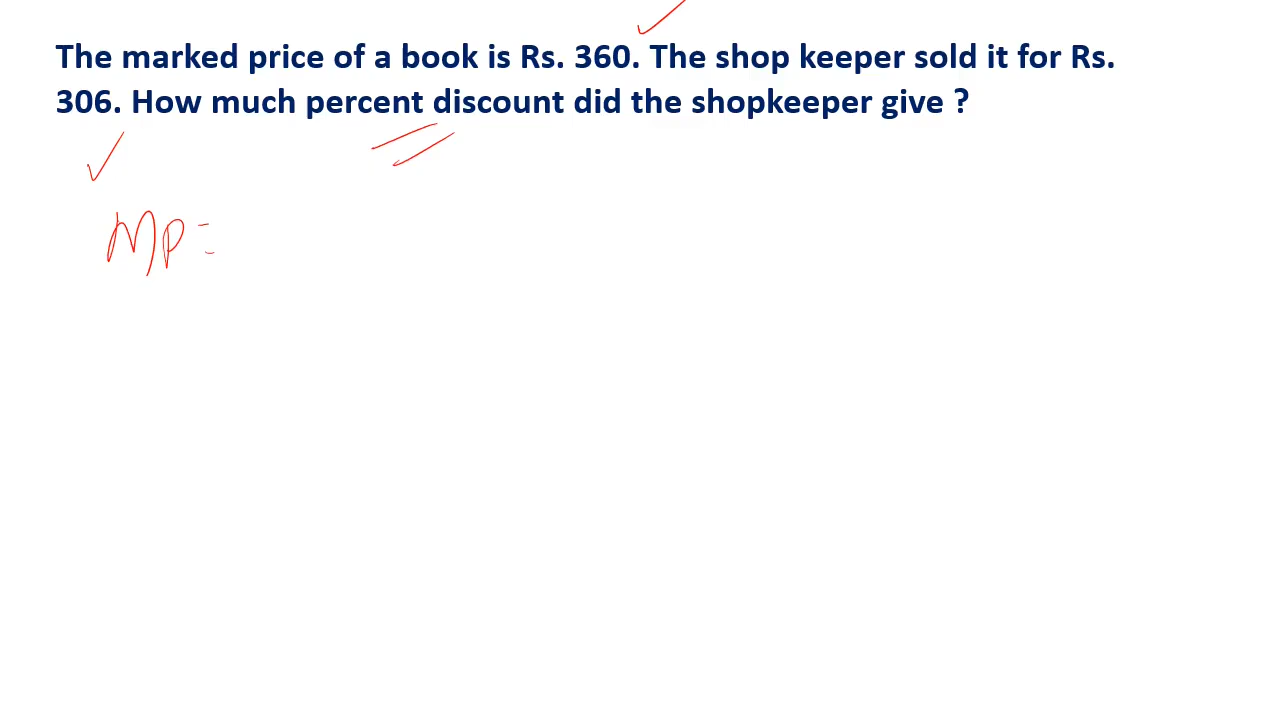 The marked price of a book is Rs. 360. The shop keeper sold it for Rs.
306. How much percent discount did the shopkeeper give ?
MP =